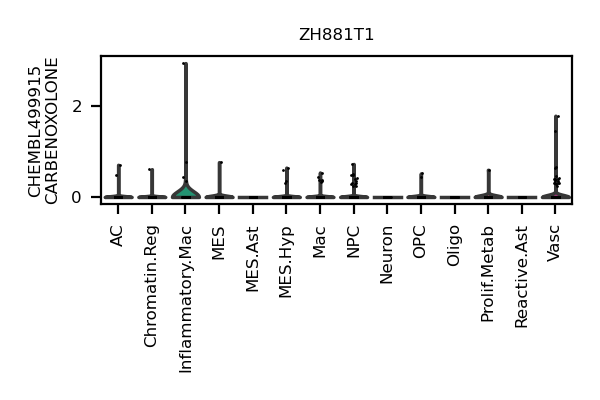 ZH881T1
CHEMBL499915
CARBENOXOLONE
2
0
AC
Chromatin.Reg
Inflammatory.Mac
MES
MES.Ast
MES.Hyp
Mac
NPC
Neuron
OPC
Oligo
Prolif.Metab
Reactive.Ast
Vasc